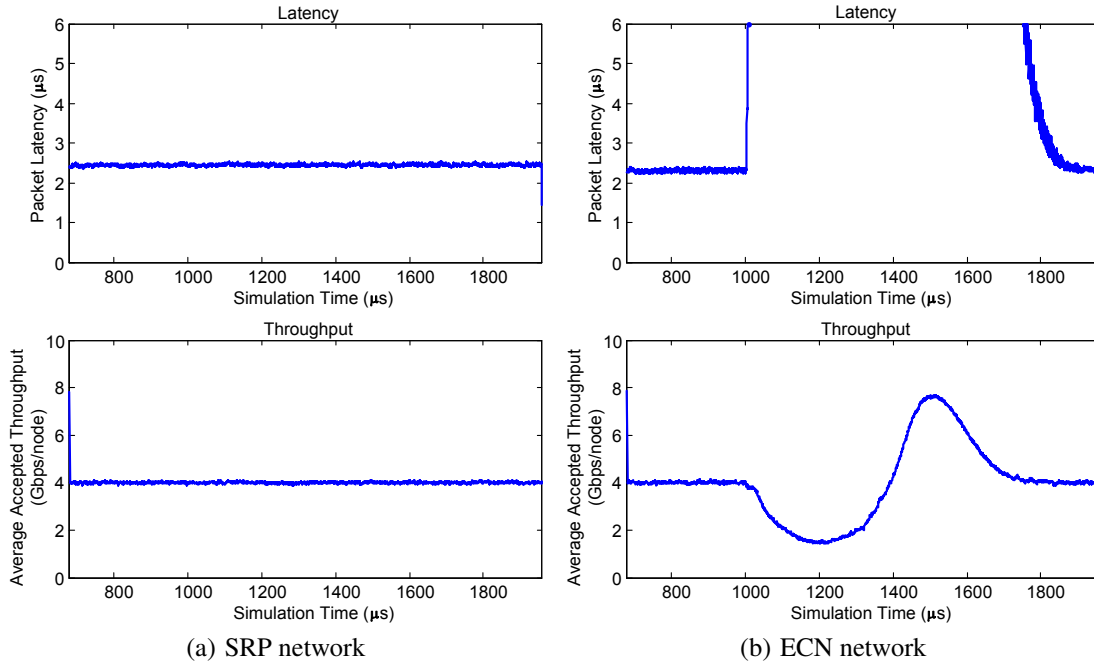 Latency
6
5
4
3
2
1
0
Packet Latency (μs)
800 1000 1200 1400 1600 1800
Simulation Time (μs)
Throughput
10
8
6
4
2
0
Average Accepted Throughput
(Gbps/node)
800 1000 1200 1400 1600 1800
Simulation Time (μs)
(a) SRP network
Latency
6
5
4
3
2
1
0
Packet Latency (μs)
800 1000 1200 1400 1600 1800
Simulation Time (μs)
Throughput
10
8
6
4
2
0
Average Accepted Throughput
(Gbps/node)
800 1000 1200 1400 1600 1800
Simulation Time (μs)
(b) ECN network